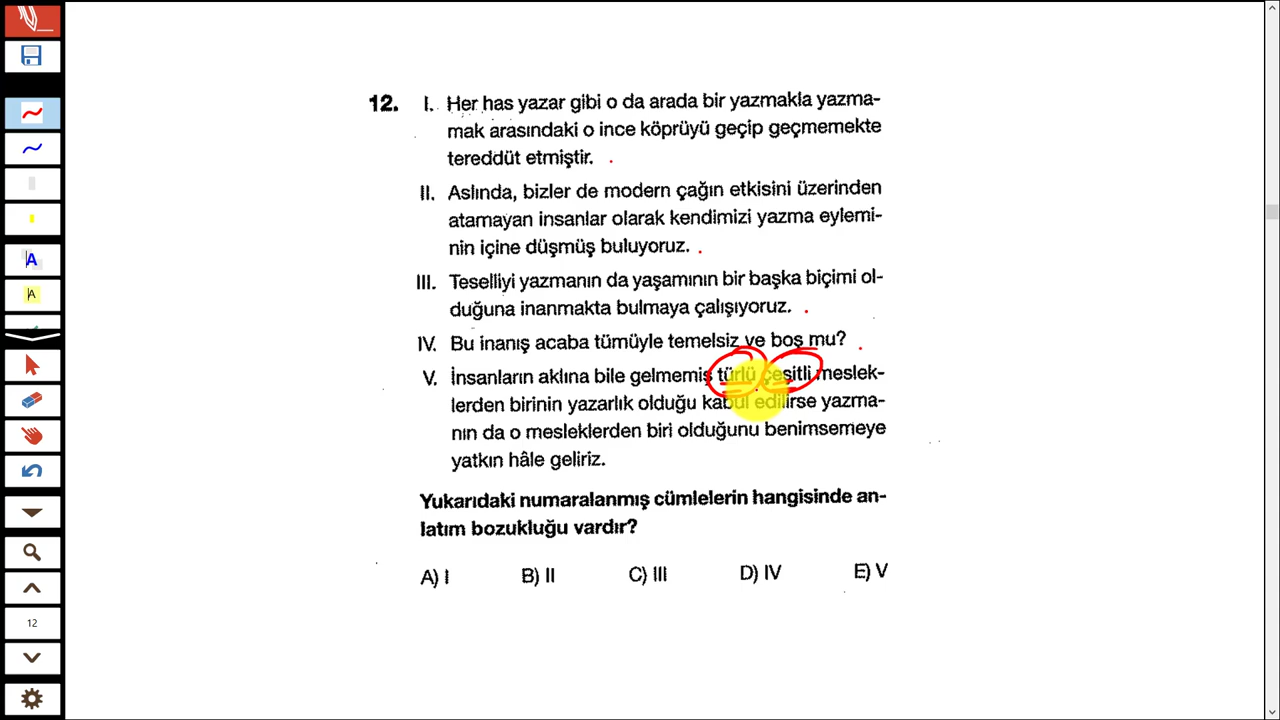 12. I. Her has yazar gibi o da arada bir yazmakla yazma-
mak arasındaki o ince köprüyü geçip geçmemekte
tereddüt etmiştir.
II. Aslında, bizler de modern çağın etkisini üzerinden
atamayan insanlar olarak kendimizi yazma eylemi-
nin içine düşmüş buluyoruz.
III. Teselliyi yazmanın da yaşamının bir başka biçimi ol-
duğuna inanmakta bulmaya çalışıyoruz.
IV. Bu inanış acaba tümüyle temelsiz ve boş mu?
V. İnsanların aklına bile gelmemiş türlü çeşitli meslek-
lerden birinin yazarlık olduğu kabul edilirse yazma-
nın da o mesleklerden biri olduğunu benimsemeye
yatkın hâle geliriz.
Yukarıdaki numaralanmış cümlelerin hangisinde an-
latım bozukluğu vardır?
A) I B) II C) III D) IV E) V
A
A
12